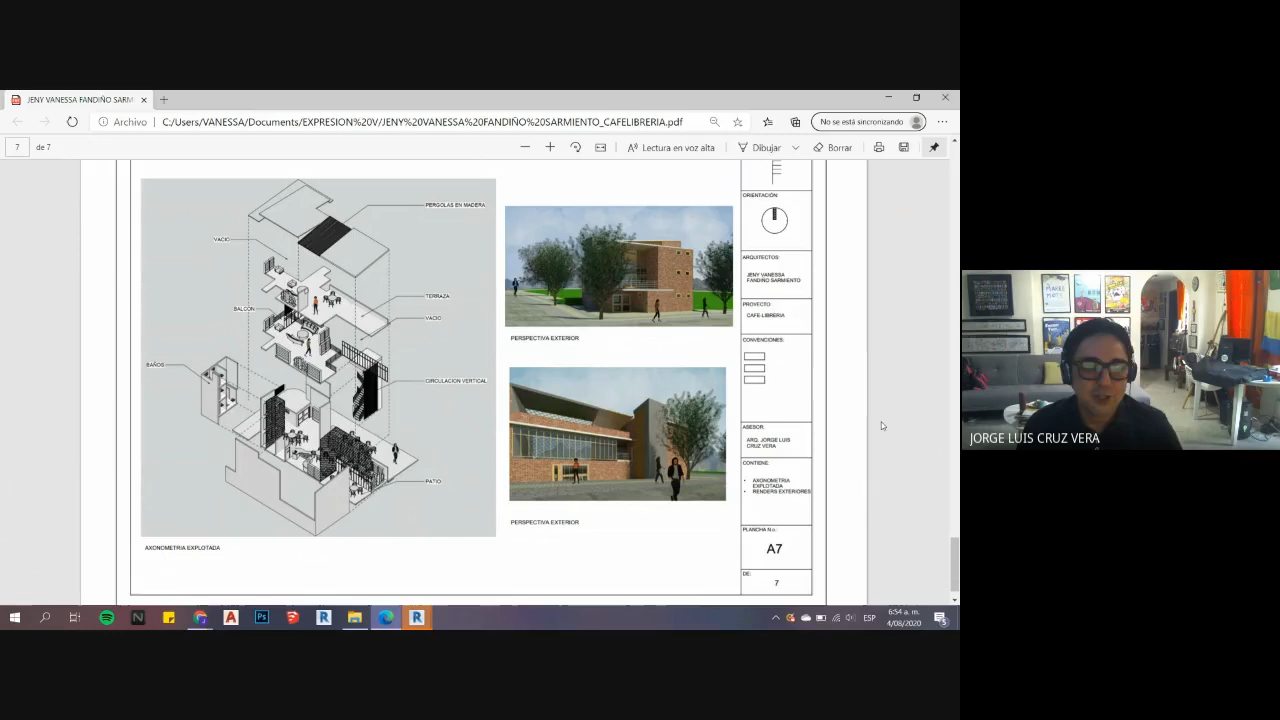 JENY VANESSA FANDIÑO SARM
Archivo
C:/Users/VANESSA/Documents/EXPRESION%20V/JENY%20VANESSA%20FANDIÑO%20SARMIENTO_CAFELIBRERIA.pdf
No se está sincronizando
7
de 7
Lectura en voz alta
Dibujar
Borrar
PERGOLAS EN MADERA
VACIO
TERRAZA
BALCON
VACIO
BAÑOS
CIRCULACION VERTICAL
PATIO
AXONOMETRIA EXPLOTADA
PERSPECTIVA EXTERIOR
PERSPECTIVA EXTERIOR
ORIENTACIÓN:
ARQUITECTOS:
JENY VANESSA
FANDIÑO SARMIENTO
PROYECTO:
CAFE-LIBRERIA
CONVENCIONES:
ASESOR:
ARQ. JORGE LUIS
CRUZ VERA
CONTIENE:
• AXONOMETRIA
EXPLOTADA
• RENDERS EXTERIORES
PLANCHA N.o.:
A7
DE:
7
JORGE LUIS CRUZ VERA
ESP
6:54 a. m.
4/08/2020